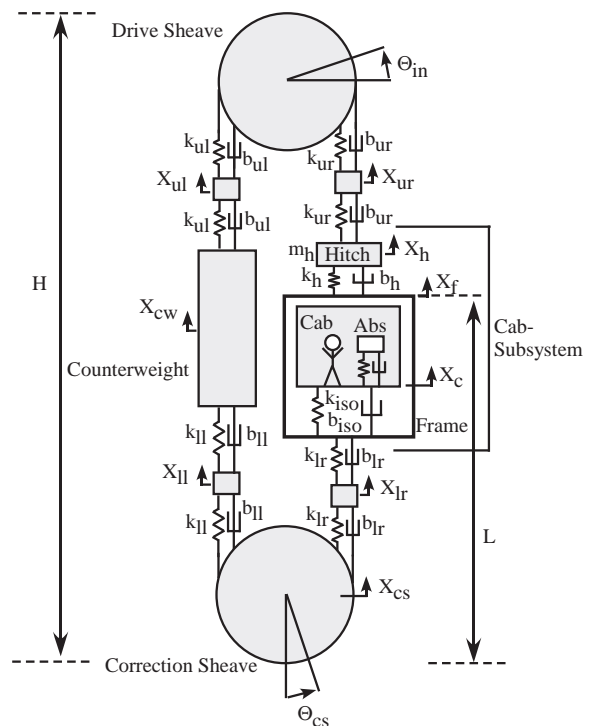 Drive Sheave
Θin
kul
bul
kur
bur
Xul
Xur
kul
bul
kur
bur
mh
Hitch
Xh
kh
bh
Xf
H
Xcw
Counterweight
Cab
Abs
Cab-
Subsystem
Xc
kiso
biso
Frame
kll
bll
klr
blr
Xll
Xlr
kll
bll
klr
blr
L
Xcs
Correction Sheave
Θcs